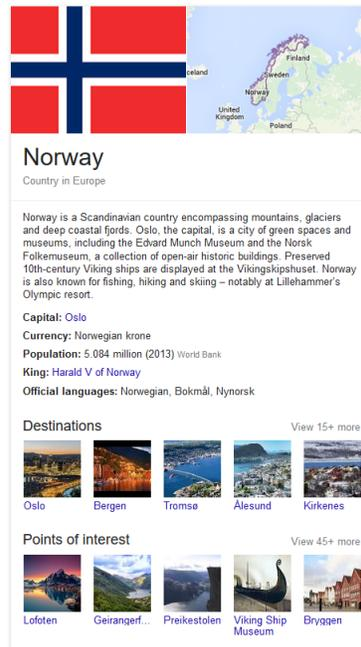 Finland
celand
Sweden
Norway
United
Kingdom
Poland
Norway
Country in Europe
Norway is a Scandinavian country encompassing mountains, glaciers
and deep coastal fjords. Oslo, the capital, is a city of green spaces and
museums, including the Edvard Munch Museum and the Norsk
Folkemuseum, a collection of open-air historic buildings. Preserved
10th-century Viking ships are displayed at the Vikingskipshuset. Norway
is also known for fishing, hiking and skiing – notably at Lillehammer's
Olympic resort.
Capital: Oslo
Currency: Norwegian krone
Population: 5.084 million (2013) World Bank
King: Harald V of Norway
Official languages: Norwegian, Bokmål, Nynorsk
Destinations View 15+ more
Oslo Bergen Tromsø Ålesund Kirkenes
Points of interest View 45+ more
Lofoten Geirangerf... Preikestolen Viking Ship Bryggen
Museum